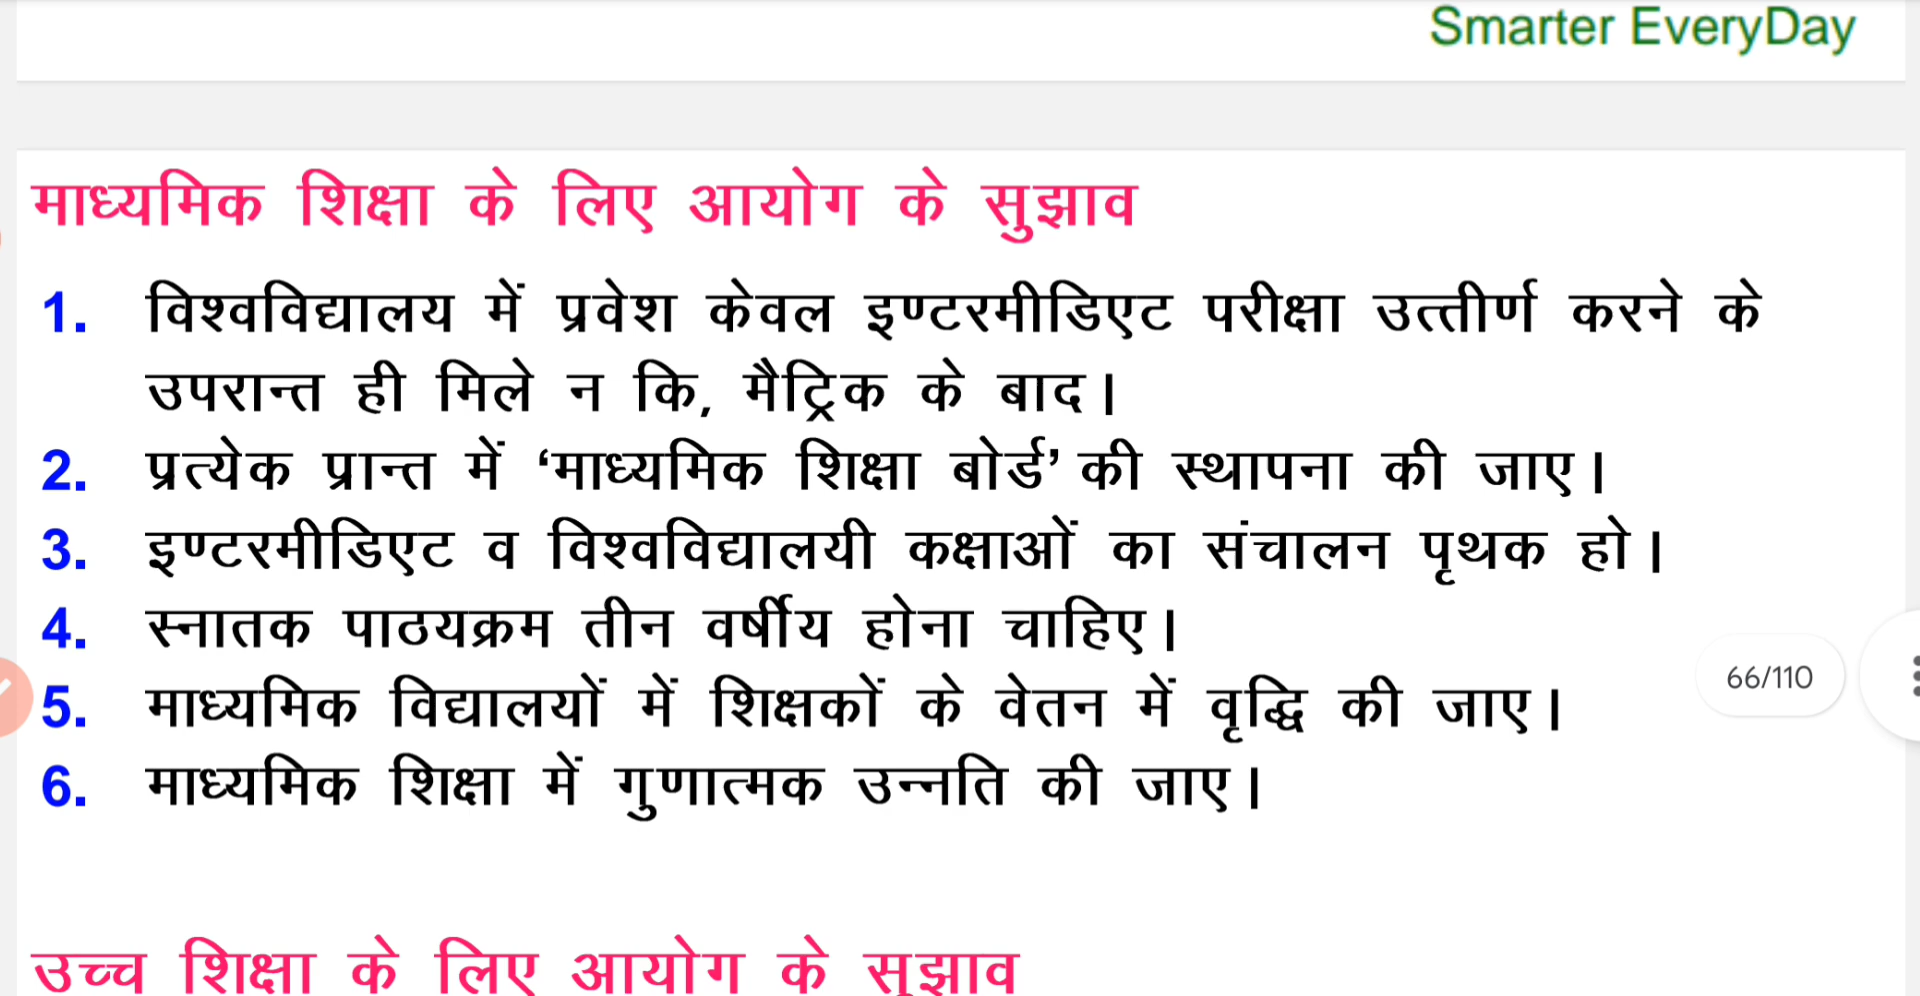 Smarter EveryDay
माध्यमिक शिक्षा के लिए आयोग के सुझाव
1. विश्वविद्यालय में प्रवेश केवल इण्टरमीडिएट परीक्षा उत्तीर्ण करने के
उपरान्त ही मिले न कि, मैट्रिक के बाद।
2. प्रत्येक प्रान्त में ‘माध्यमिक शिक्षा बोर्ड’ की स्थापना की जाए।
3. इण्टरमीडिएट व विश्वविद्यालयी कक्षाओं का संचालन पृथक हो।
4. स्नातक पाठयक्रम तीन वर्षीय होना चाहिए।
66/110
5. माध्यमिक विद्यालयों में शिक्षकों के वेतन में वृद्धि की जाए।
6. माध्यमिक शिक्षा में गुणात्मक उन्नति की जाए।
उच्च शिक्षा के लिए आयोग के सुझाव